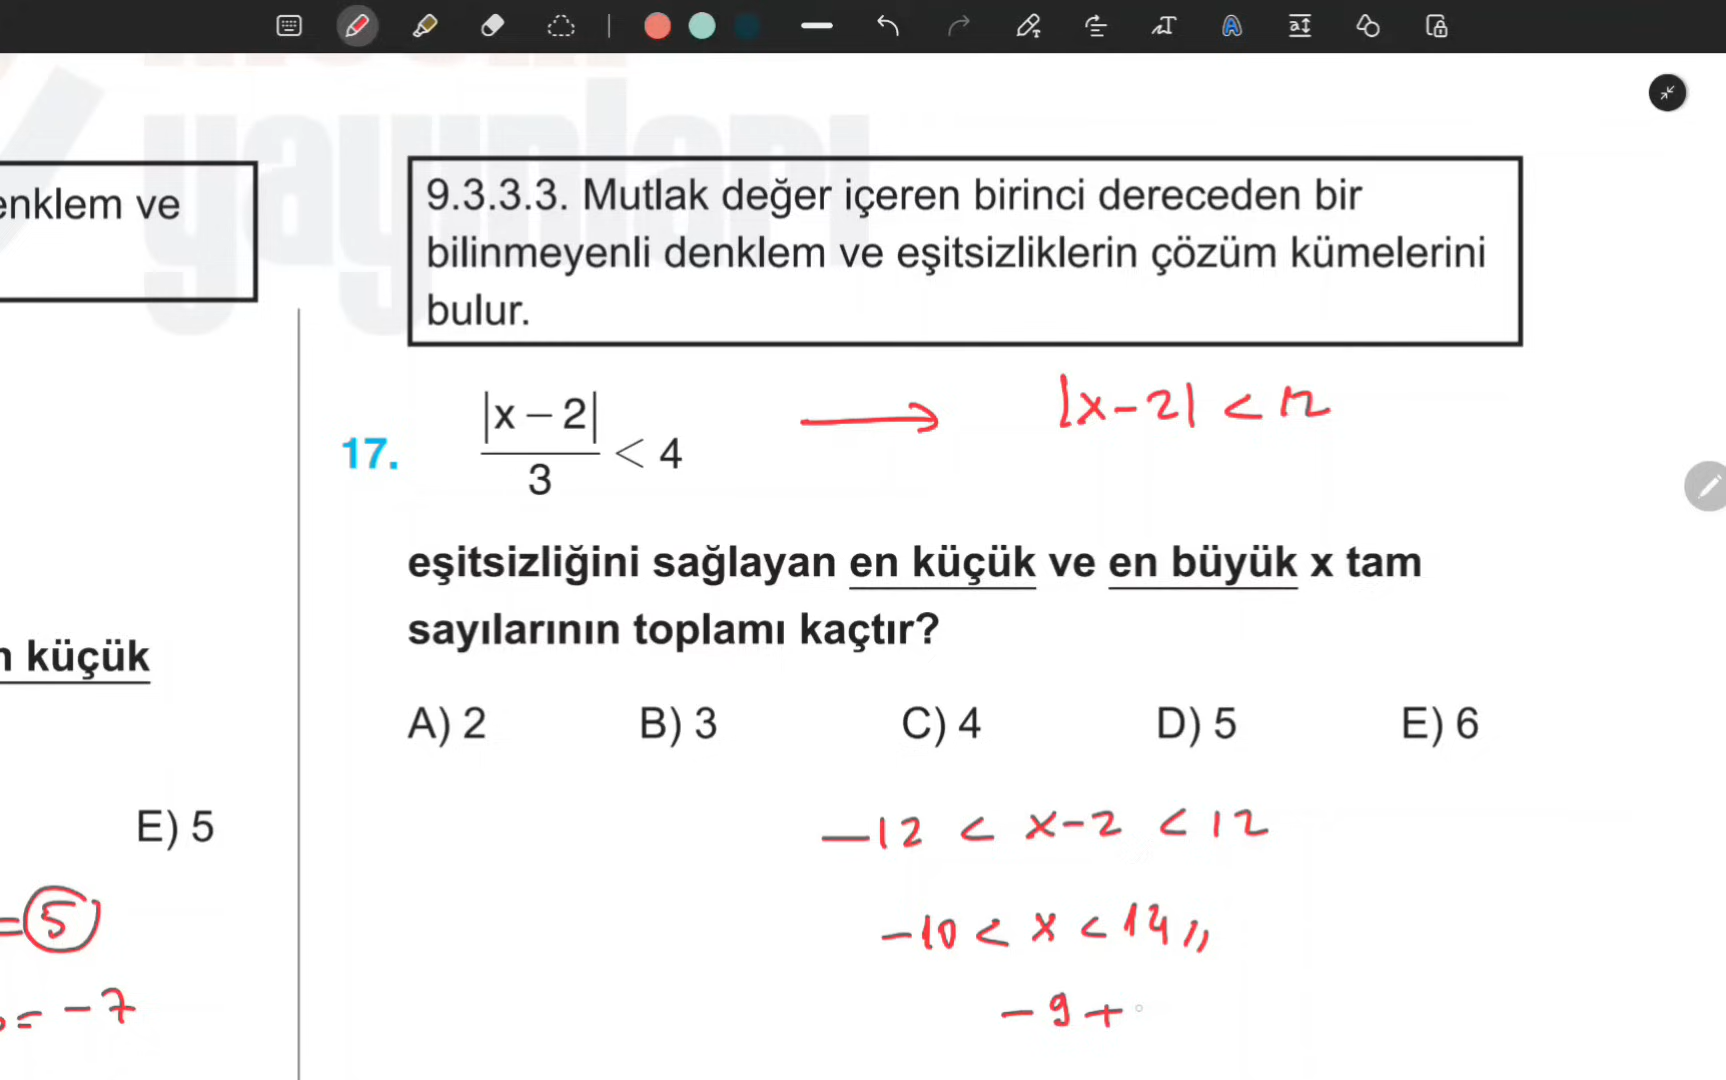 yayınları
enklem ve
9.3.3.3. Mutlak değer içeren birinci dereceden bir
bilinmeyenli denklem ve eşitsizliklerin çözüm kümelerini
bulur.
17. |x – 2| / 3 < 4 → |x-2| < 12
eşitsizliğini sağlayan en küçük ve en büyük x tam
sayılarının toplamı kaçtır?
A) 2 B) 3 C) 4 D) 5 E) 6
-12 < x-2 < 12
-10 < x < 14
-9 +
küçük
E) 5
= 5
= -7